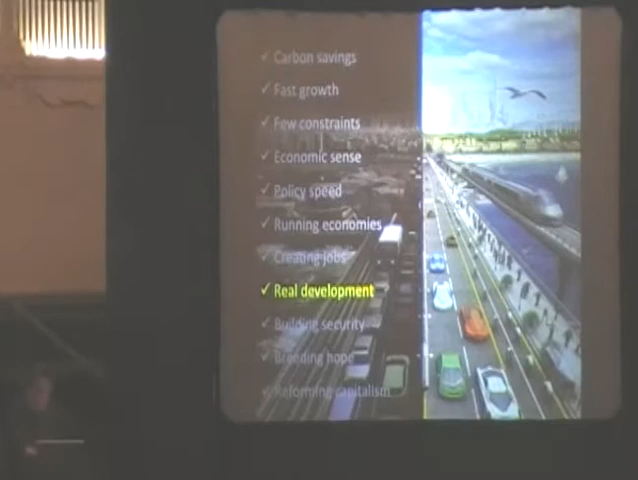 ✓ Carbon savings
✓ Fast growth
✓ Few constraints
✓ Economic sense
✓ Policy speed
✓ Running economies
✓ Creating jobs
✓ Real development
✓ Building security
✓ Breeding hope
✓ Reforming capitalism